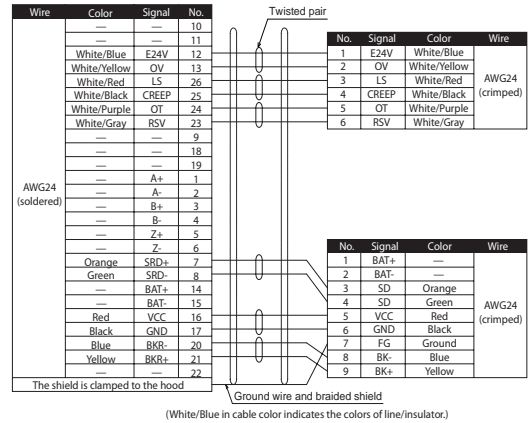 Wire Color Signal No.
— — 10
— — 11
White/Blue E24V 12
White/Yellow OV 13
White/Red LS 26
White/Black CREEP 25
White/Purple OT 24
White/Gray RSV 23
— — 9
— — 18
— — 19
— A+ 1
— A- 2
— B+ 3
— B- 4
— Z+ 5
— Z- 6
Orange SRD+ 7
Green SRD- 8
— BAT+ 14
— BAT- 15
Red VCC 16
Black GND 17
Blue BKR- 20
Yellow BKR+ 21
— — 22
AWG24
(soldered)
The shield is clamped to the hood
Twisted pair
No. Signal Color Wire
1 E24V White/Blue
2 OV White/Yellow
3 LS White/Red
4 CREEP White/Black
5 OT White/Purple
6 RSV White/Gray
AWG24
(crimped)
No. Signal Color Wire
1 BAT+ —
2 BAT- —
3 SD Orange
4 SD Green
5 VCC Red
6 GND Black
7 FG Ground
8 BK- Blue
9 BK+ Yellow
AWG24
(crimped)
Ground wire and braided shield
(White/Blue in cable color indicates the colors of line/insulator.)